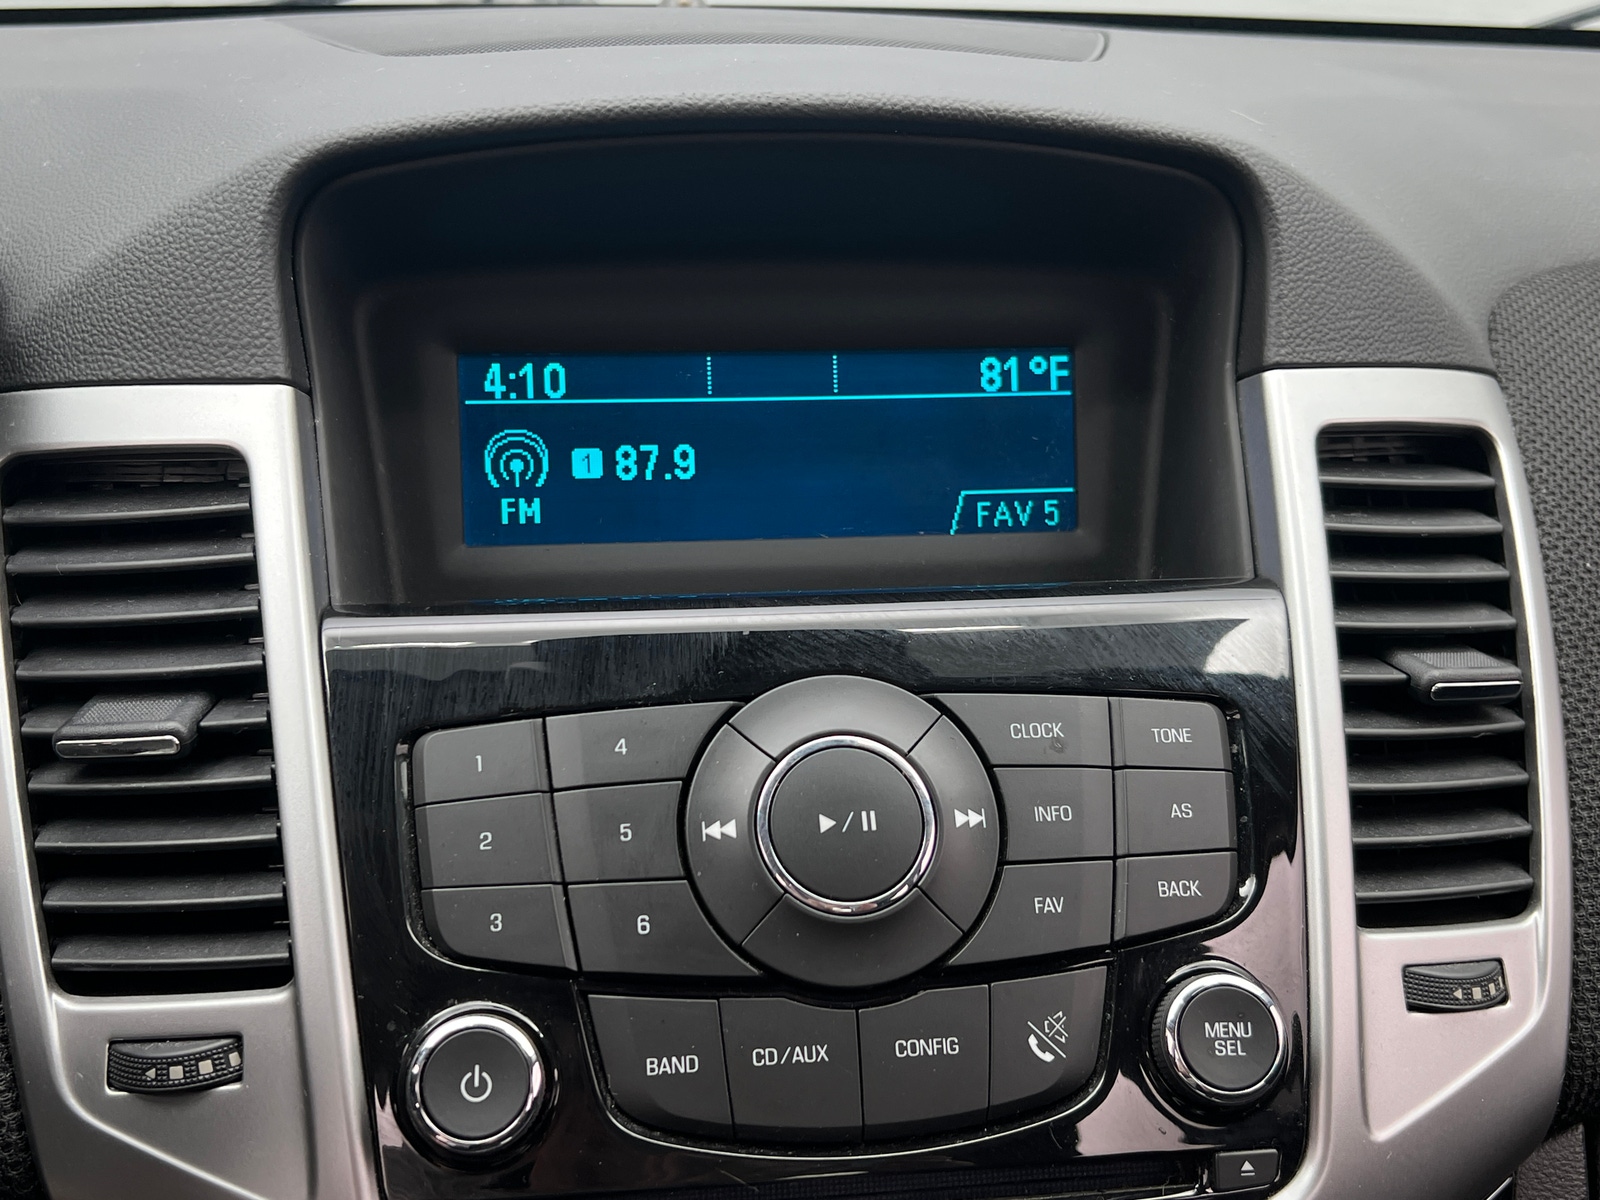 4:10
81°F
1 87.9
FM
FAV 5
1
4
CLOCK
TONE
2
5
INFO
AS
3
6
FAV
BACK
BAND
CD/AUX
CONFIG
MENU
SEL